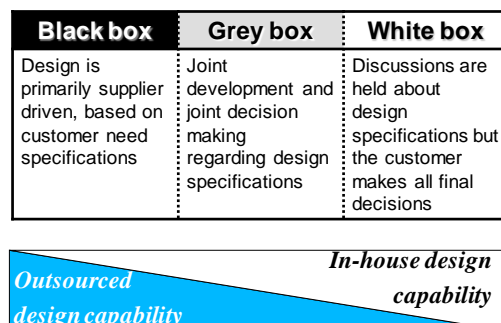 Black box
Grey box
White box
Design is
primarily supplier
driven, based on
customer need
specifications
Joint
development and
joint decision
making
regarding design
specifications
Discussions are
held about
design
specifications but
the customer
makes all final
decisions
In-house design
capability
Outsourced
design capability